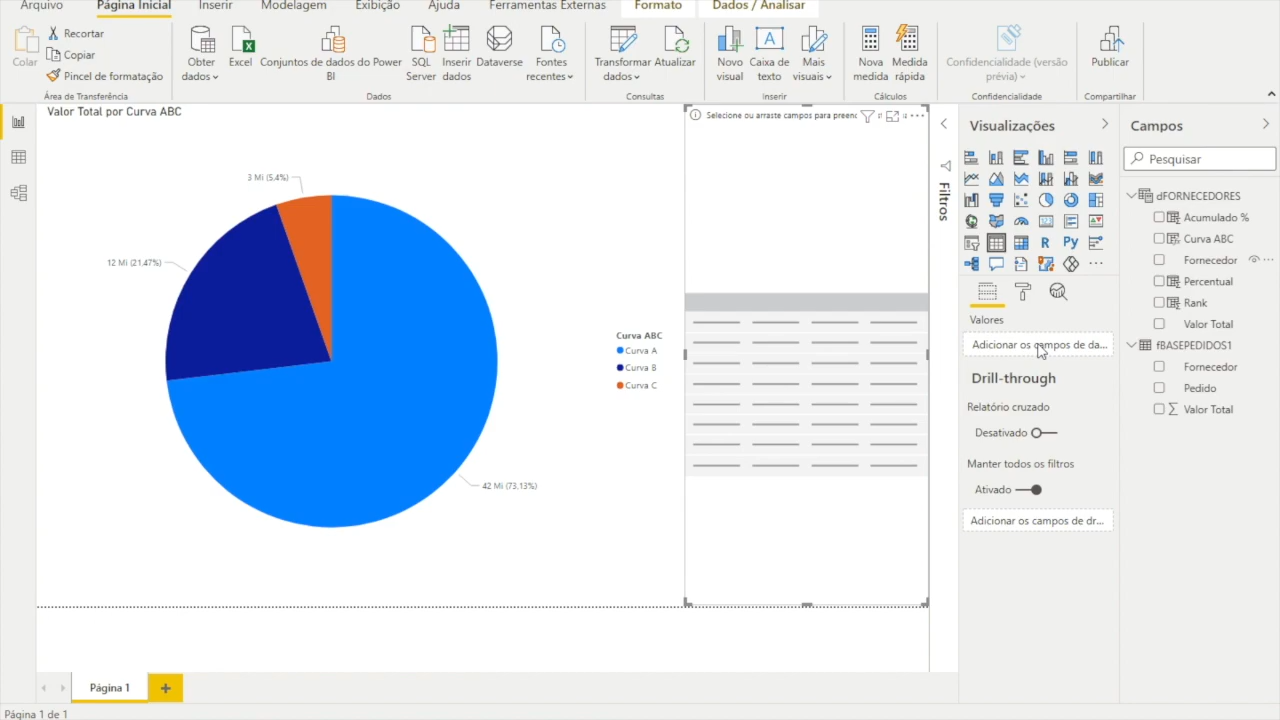 Arquivo Página Inicial Inserir Modelagem Exibição Ajuda Ferramentas Externas Formato Dados / Analisar
Colar
Recortar
Copiar
Pincel de formatação
Área de Transferência
Obter dados
Excel
Conjuntos de dados do Power BI
SQL Server
Inserir dados
Dataverse
Fontes recentes
Dados
Transformar dados
Atualizar
Consultas
Novo visual
Caixa de texto
Mais visuais
Inserir
Nova medida
Medida rápida
Cálculos
Confidencialidade (versão prévia)
Confidencialidade
Publicar
Compartilhar
Valor Total por Curva ABC
3 Mi (5.4%)
12 Mi (21.47%)
42 Mi (73.13%)
Curva ABC
Curva A
Curva B
Curva C
Selecione ou arraste campos para preenc
Filtros
Visualizações
R Py
Valores
Adicionar os campos de da...
Drill-through
Relatório cruzado
Desativado
Manter todos os filtros
Ativado
Adicionar os campos de dr...
Campos
Pesquisar
dFORNECEDORES
Acumulado %
Curva ABC
Fornecedor
Percentual
Rank
Valor Total
fBASEPEDIDOS1
Fornecedor
Pedido
Valor Total
Página 1
Página 1 de 1